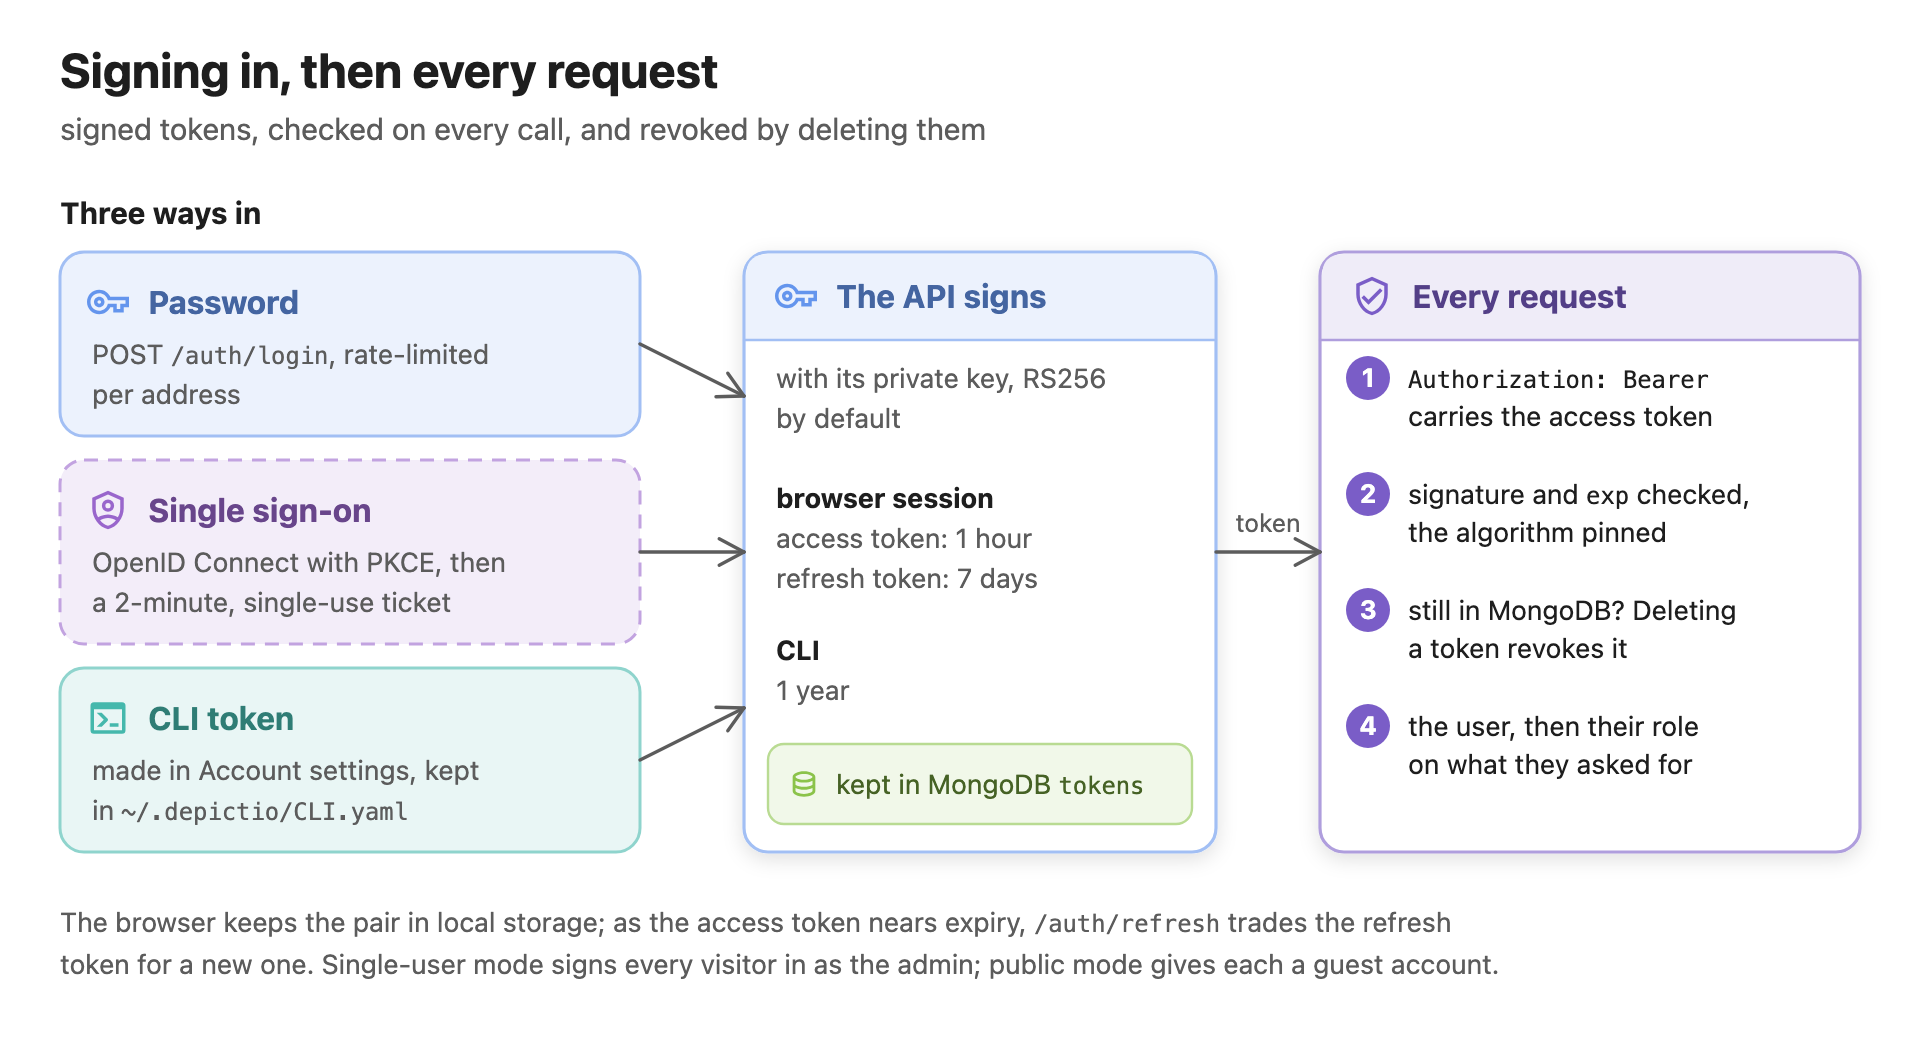 Signing in, then every request
signed tokens, checked on every call, and revoked by deleting them
Three ways in
Password
POST /auth/login, rate-limited
per address
Single sign-on
OpenID Connect with PKCE, then
a 2-minute, single-use ticket
CLI token
made in Account settings, kept
in ~/.depictio/CLI.yaml
The API signs
with its private key, RS256
by default
browser session
access token: 1 hour
refresh token: 7 days
CLI
1 year
kept in MongoDB tokens
token
Every request
1 Authorization: Bearer
carries the access token
2 signature and exp checked,
the algorithm pinned
3 still in MongoDB? Deleting
a token revokes it
4 the user, then their role
on what they asked for
The browser keeps the pair in local storage; as the access token nears expiry, /auth/refresh trades the refresh
token for a new one. Single-user mode signs every visitor in as the admin; public mode gives each a guest account.